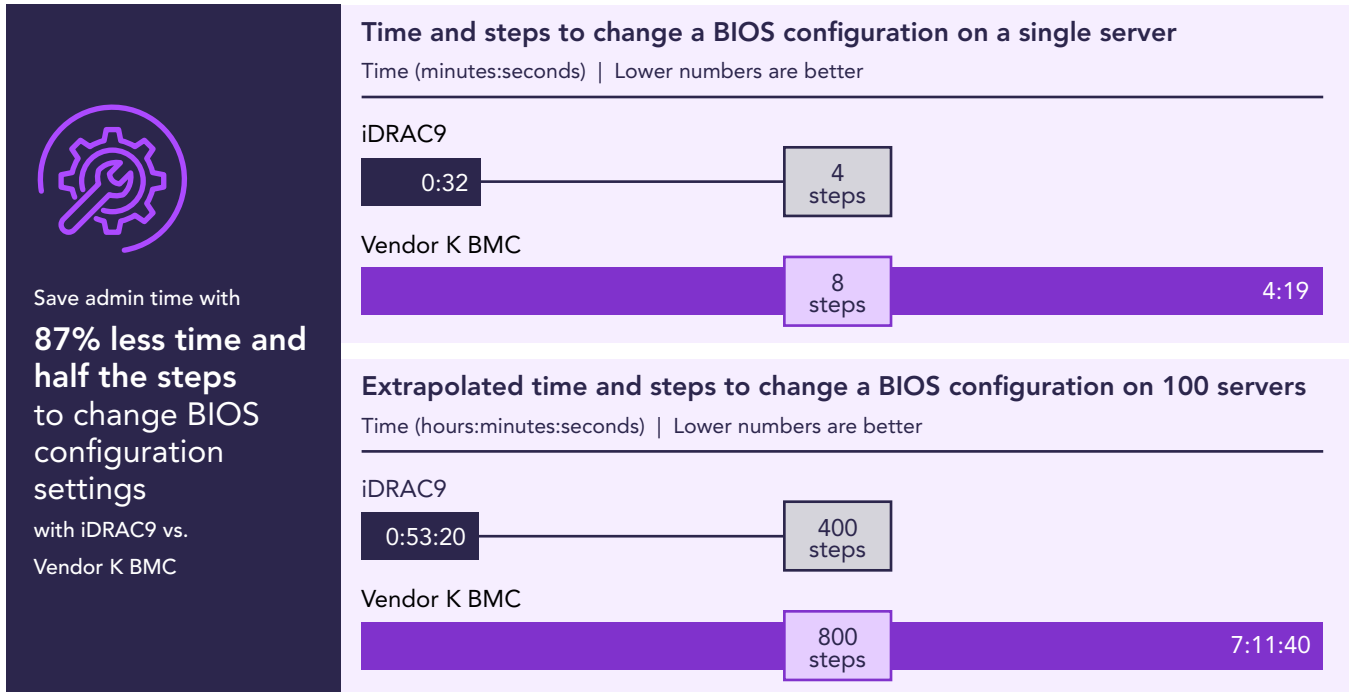 Save admin time with
87% less time and
half the steps
to change BIOS
configuration
settings
with iDRAC9 vs.
Vendor K BMC
Time and steps to change a BIOS configuration on a single server
Time (minutes:seconds) | Lower numbers are better
iDRAC9
0:32
4
steps
Vendor K BMC
8
steps
4:19
Extrapolated time and steps to change a BIOS configuration on 100 servers
Time (hours:minutes:seconds) | Lower numbers are better
iDRAC9
0:53:20
400
steps
Vendor K BMC
800
steps
7:11:40